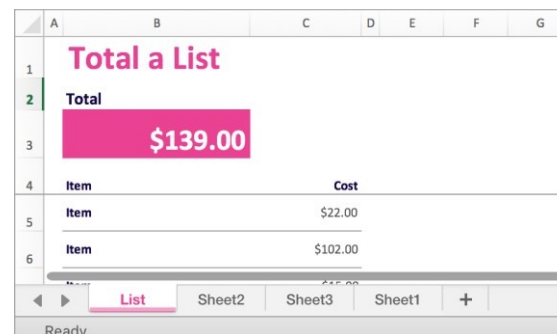 A B C D E F G
1 Total a List
2 Total
3 $139.00
4 Item Cost
5 Item $22.00
6 Item $102.00
List Sheet2 Sheet3 Sheet1 +
Ready